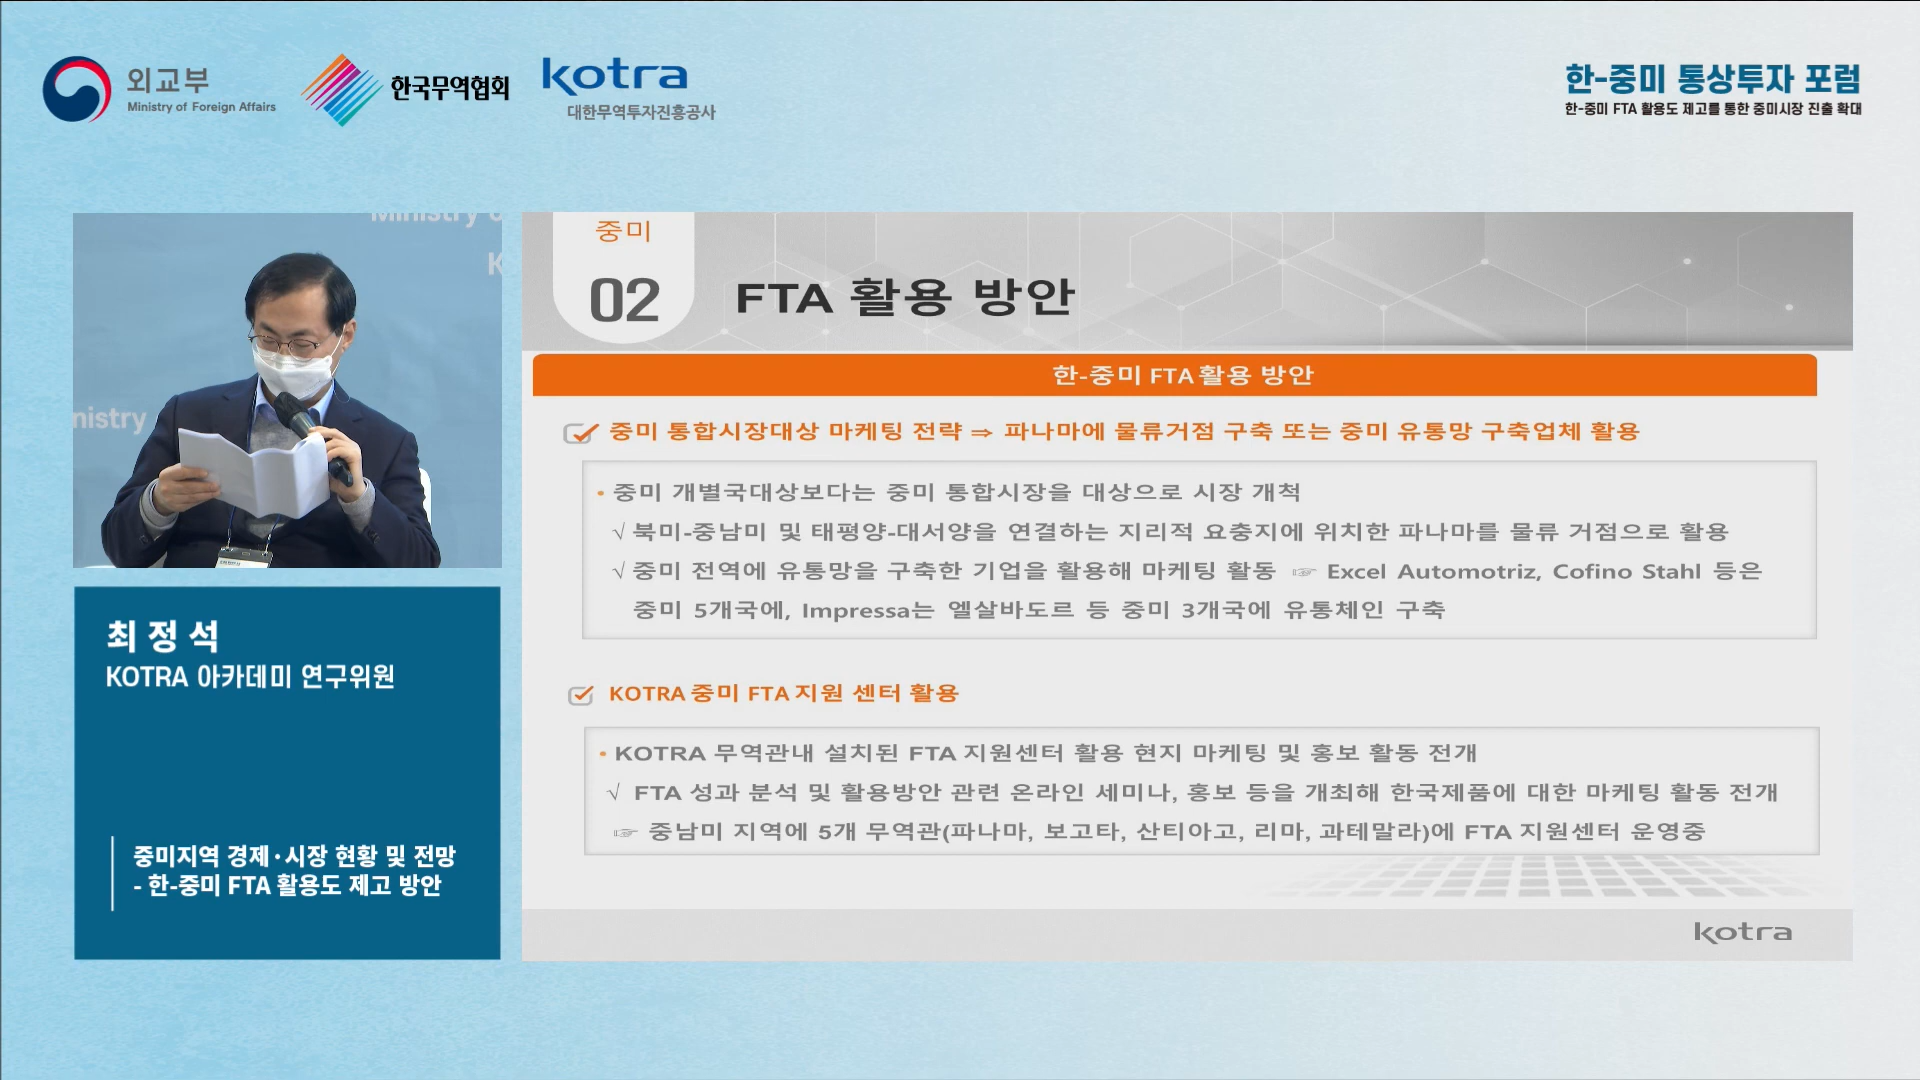 외교부
Ministry of Foreign Affairs
한국무역협회
kotra
대한무역투자진흥공사
한-중미 통상투자 포럼
한-중미 FTA 활용도 제고를 통한 중미시장 진출 확대
Ministry o
K
nistry
최정석
KOTRA 아카데미 연구위원
중미지역 경제·시장 현황 및 전망
- 한-중미 FTA 활용도 제고 방안
중미
02
FTA 활용 방안
한-중미 FTA 활용 방안
중미 통합시장대상 마케팅 전략 ⇒ 파나마에 물류거점 구축 또는 중미 유통망 구축업체 활용
• 중미 개별국대상보다는 중미 통합시장을 대상으로 시장 개척
√ 북미-중남미 및 태평양-대서양을 연결하는 지리적 요충지에 위치한 파나마를 물류 거점으로 활용
√ 중미 전역에 유통망을 구축한 기업을 활용해 마케팅 활동 ☞ Excel Automotriz, Cofino Stahl 등은
중미 5개국에, Impressa는 엘살바도르 등 중미 3개국에 유통체인 구축
KOTRA 중미 FTA 지원 센터 활용
• KOTRA 무역관내 설치된 FTA 지원센터 활용 현지 마케팅 및 홍보 활동 전개
√ FTA 성과 분석 및 활용방안 관련 온라인 세미나, 홍보 등을 개최해 한국제품에 대한 마케팅 활동 전개
☞ 중남미 지역에 5개 무역관(파나마, 보고타, 산티아고, 리마, 과테말라)에 FTA 지원센터 운영중
kotra